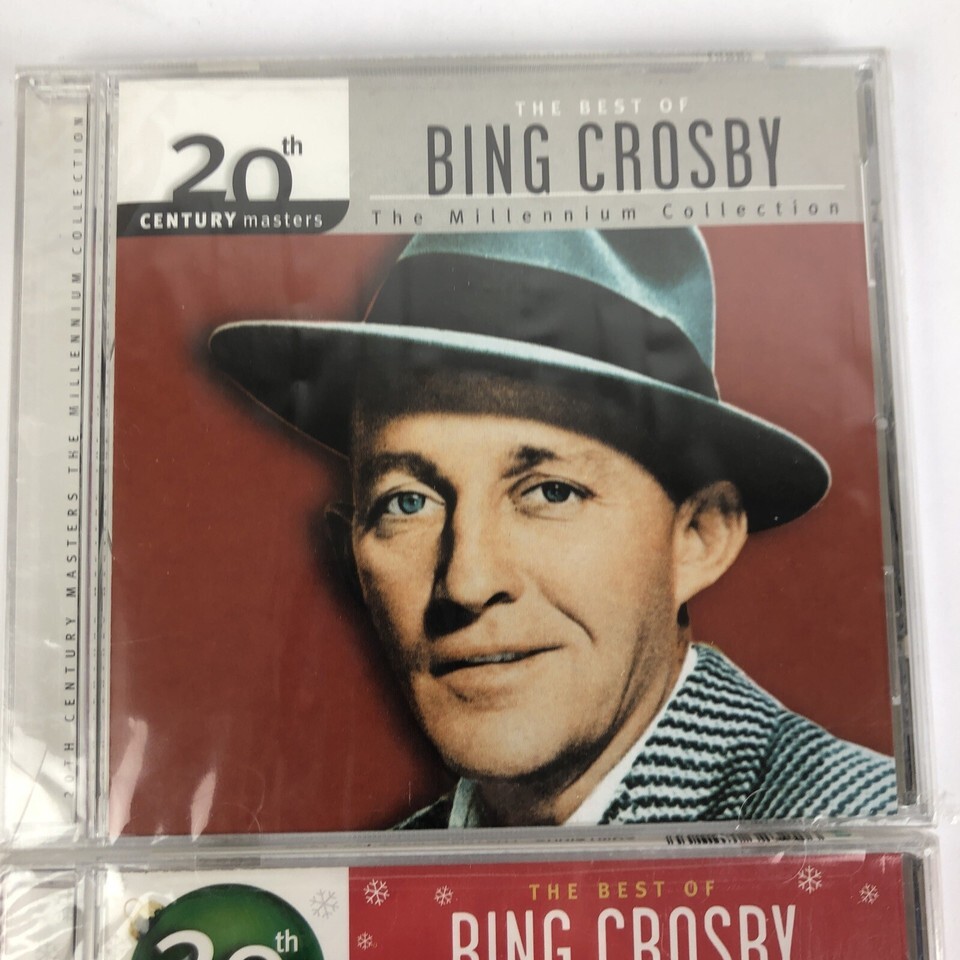 THE BEST OF
BING CROSBY
The Millennium Collection
20th
CENTURY masters
20TH CENTURY MASTERS THE MILLENNIUM COLLECTION
THE BEST OF
BING CROSBY
20th